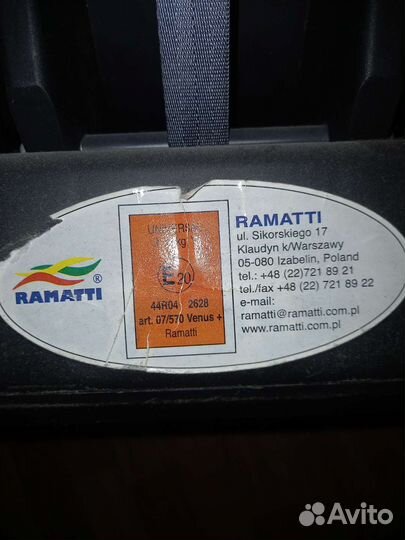 RAMATTI
®
UNIVERSAL
kg
E 20
44R04 2628
art. 07/570 Venus +
Ramatti
RAMATTI
ul. Sikorskiego 17
Klaudyn k/Warszawy
05-080 Izabelin, Poland
tel.: +48 (22)721 89 21
tel./fax +48 (22) 721 89 22
e-mail:
ramatti@ramatti.com.pl
www.ramatti.com.pl
Avito